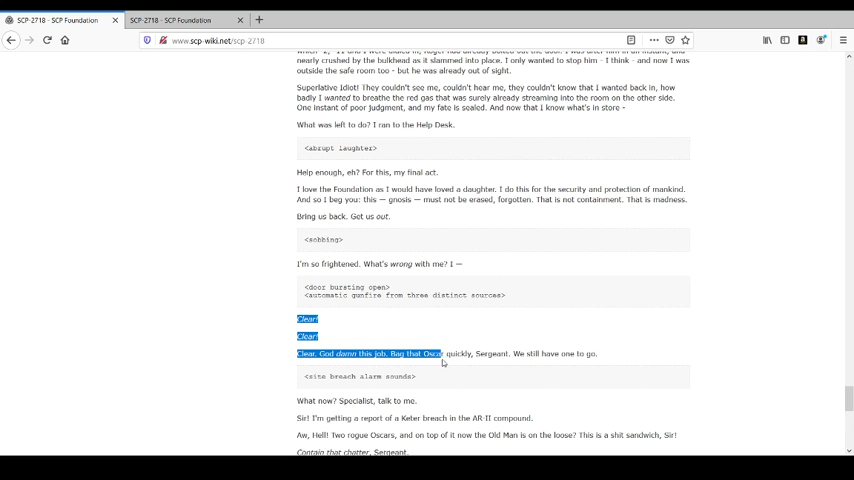 SCP-2718 - SCP Foundation
SCP-2718 - SCP Foundation
www.scp-wiki.net/scp-2718
nearly crushed by the bulkhead as it slammed into place. I only wanted to stop him - I think - and now I was
outside the safe room too - but he was already out of sight.
Superlative Idiot! They couldn't see me, couldn't hear me, they couldn't know that I wanted back in, how
badly I wanted to breathe the red gas that was surely already streaming into the room on the other side.
One instant of poor judgment, and my fate is sealed. And now that I know what's in store -
What was left to do? I ran to the Help Desk.
<abrupt laughter>
Help enough, eh? For this, my final act.
I love the Foundation as I would have loved a daughter. I do this for the security and protection of mankind.
And so I beg you: this — gnosis — must not be erased, forgotten. That is not containment. That is madness.
Bring us back. Get us out.
<sobbing>
I'm so frightened. What's wrong with me? I —
<door bursting open>
<automatic gunfire from three distinct sources>
Clear!
Clear!
Clear. God damn this job. Bag that Oscar quickly, Sergeant. We still have one to go.
<site breach alarm sounds>
What now? Specialist, talk to me.
Sir! I'm getting a report of a Keter breach in the AR-II compound.
Aw, Hell! Two rogue Oscars, and on top of it now the Old Man is on the loose? This is a shit sandwich, Sir!
Contain that chatter, Sergeant.